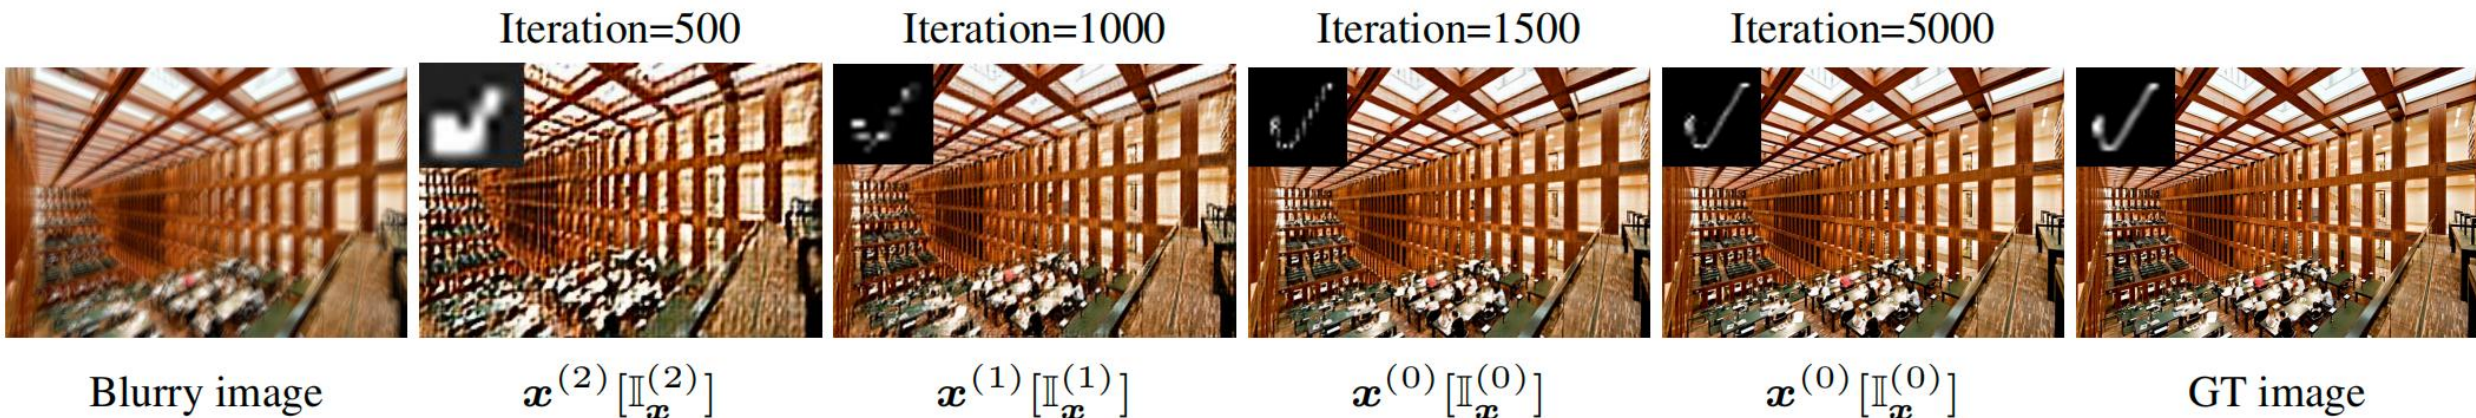 Iteration=500
Iteration=1000
Iteration=1500
Iteration=5000
Blurry image
x^(2)[𝕀_x^(2)]
x^(1)[𝕀_x^(1)]
x^(0)[𝕀_x^(0)]
x^(0)[𝕀_x^(0)]
GT image